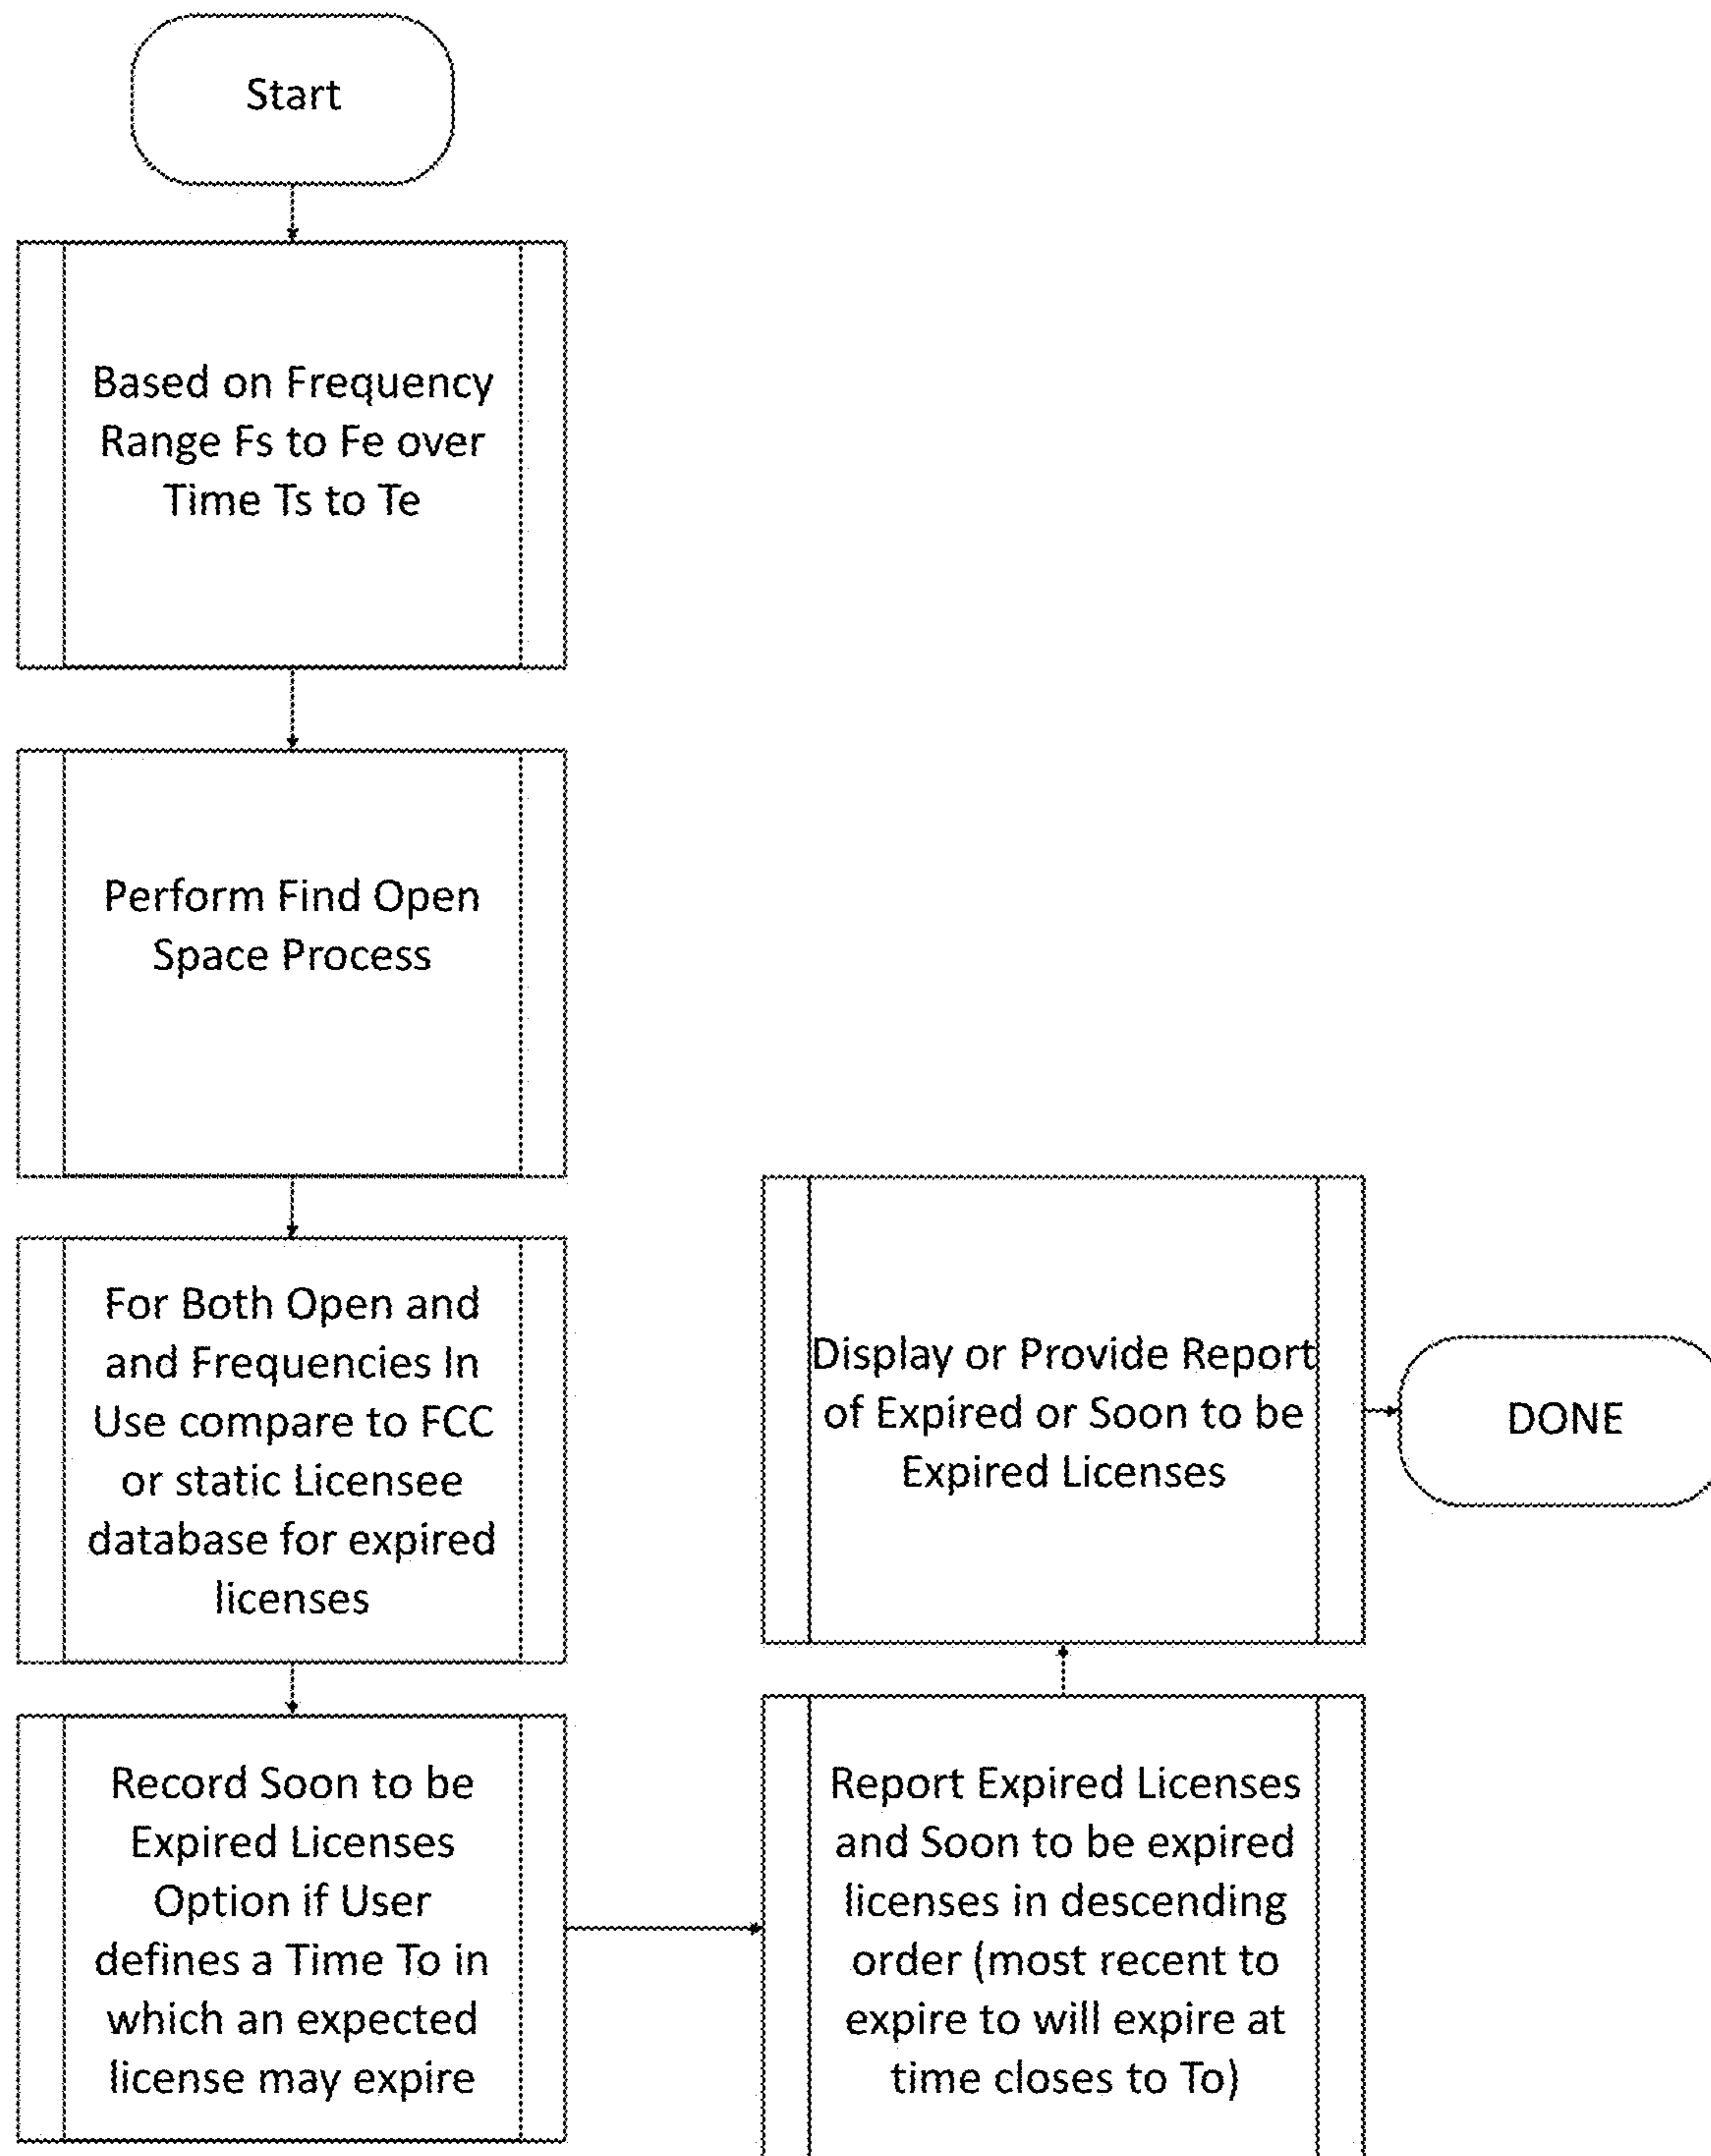 Start
Based on Frequency
Range Fs to Fe over
Time Ts to Te
Perform Find Open
Space Process
For Both Open and
and Frequencies In
Use compare to FCC
or static Licensee
database for expired
licenses
Record Soon to be
Expired Licenses
Option if User
defines a Time To in
which an expected
license may expire
Report Expired Licenses
and Soon to be expired
licenses in descending
order (most recent to
expire to will expire at
time closes to To)
Display or Provide Report
of Expired or Soon to be
Expired Licenses
DONE